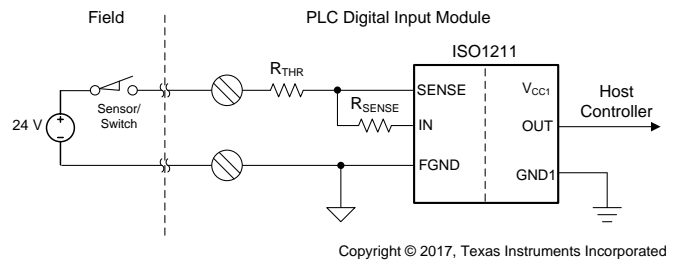 Field
PLC Digital Input Module
ISO1211
RTHR
SENSE
VCC1
Host
Controller
Sensor/
Switch
RSENSE
24 V
IN
OUT
FGND
GND1
Copyright © 2017, Texas Instruments Incorporated